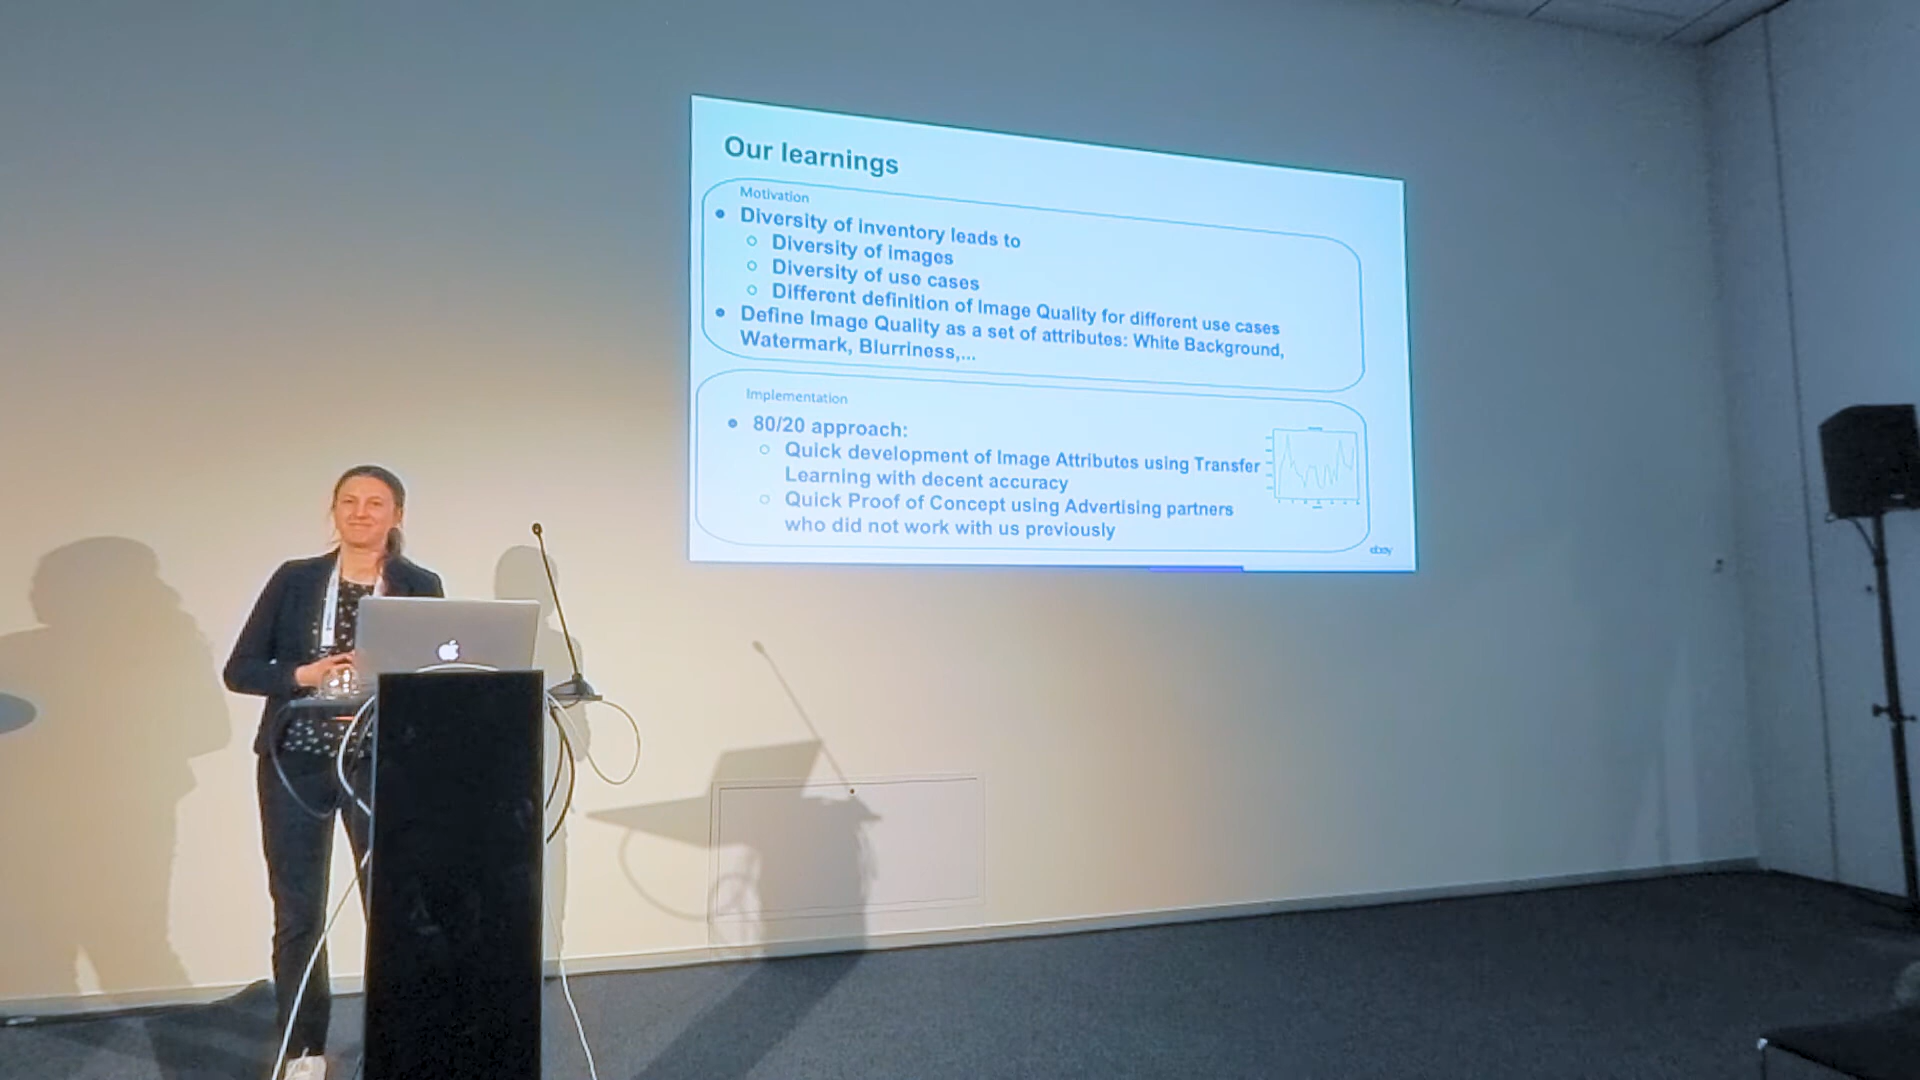 Our learnings
Motivation
• Diversity of Inventory leads to
○ Diversity of images
○ Diversity of use cases
○ Different definition of Image Quality for different use cases
• Define Image Quality as a set of attributes: White Background,
Watermark, Blurriness,...
Implementation
• 80/20 approach:
○ Quick development of Image Attributes using Transfer
Learning with decent accuracy
○ Quick Proof of Concept using Advertising partners
who did not work with us previously
ebay